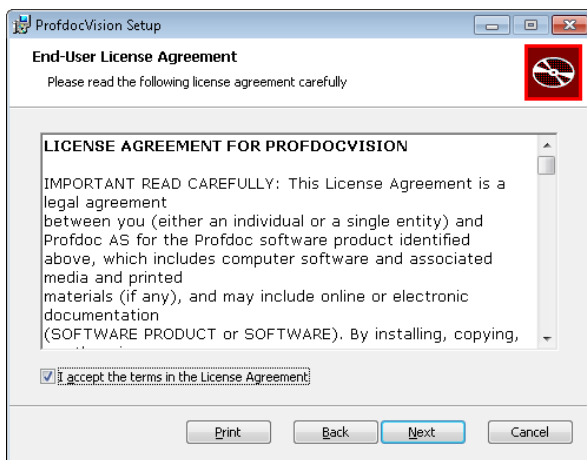 ProfdocVision Setup
End-User License Agreement
Please read the following license agreement carefully
LICENSE AGREEMENT FOR PROFDOCVISION
IMPORTANT READ CAREFULLY: This License Agreement is a
legal agreement
between you (either an individual or a single entity) and
Profdoc AS for the Profdoc software product identified
above, which includes computer software and associated
media and printed
materials (if any), and may include online or electronic
documentation
(SOFTWARE PRODUCT or SOFTWARE). By installing, copying,
I accept the terms in the License Agreement
Print Back Next Cancel